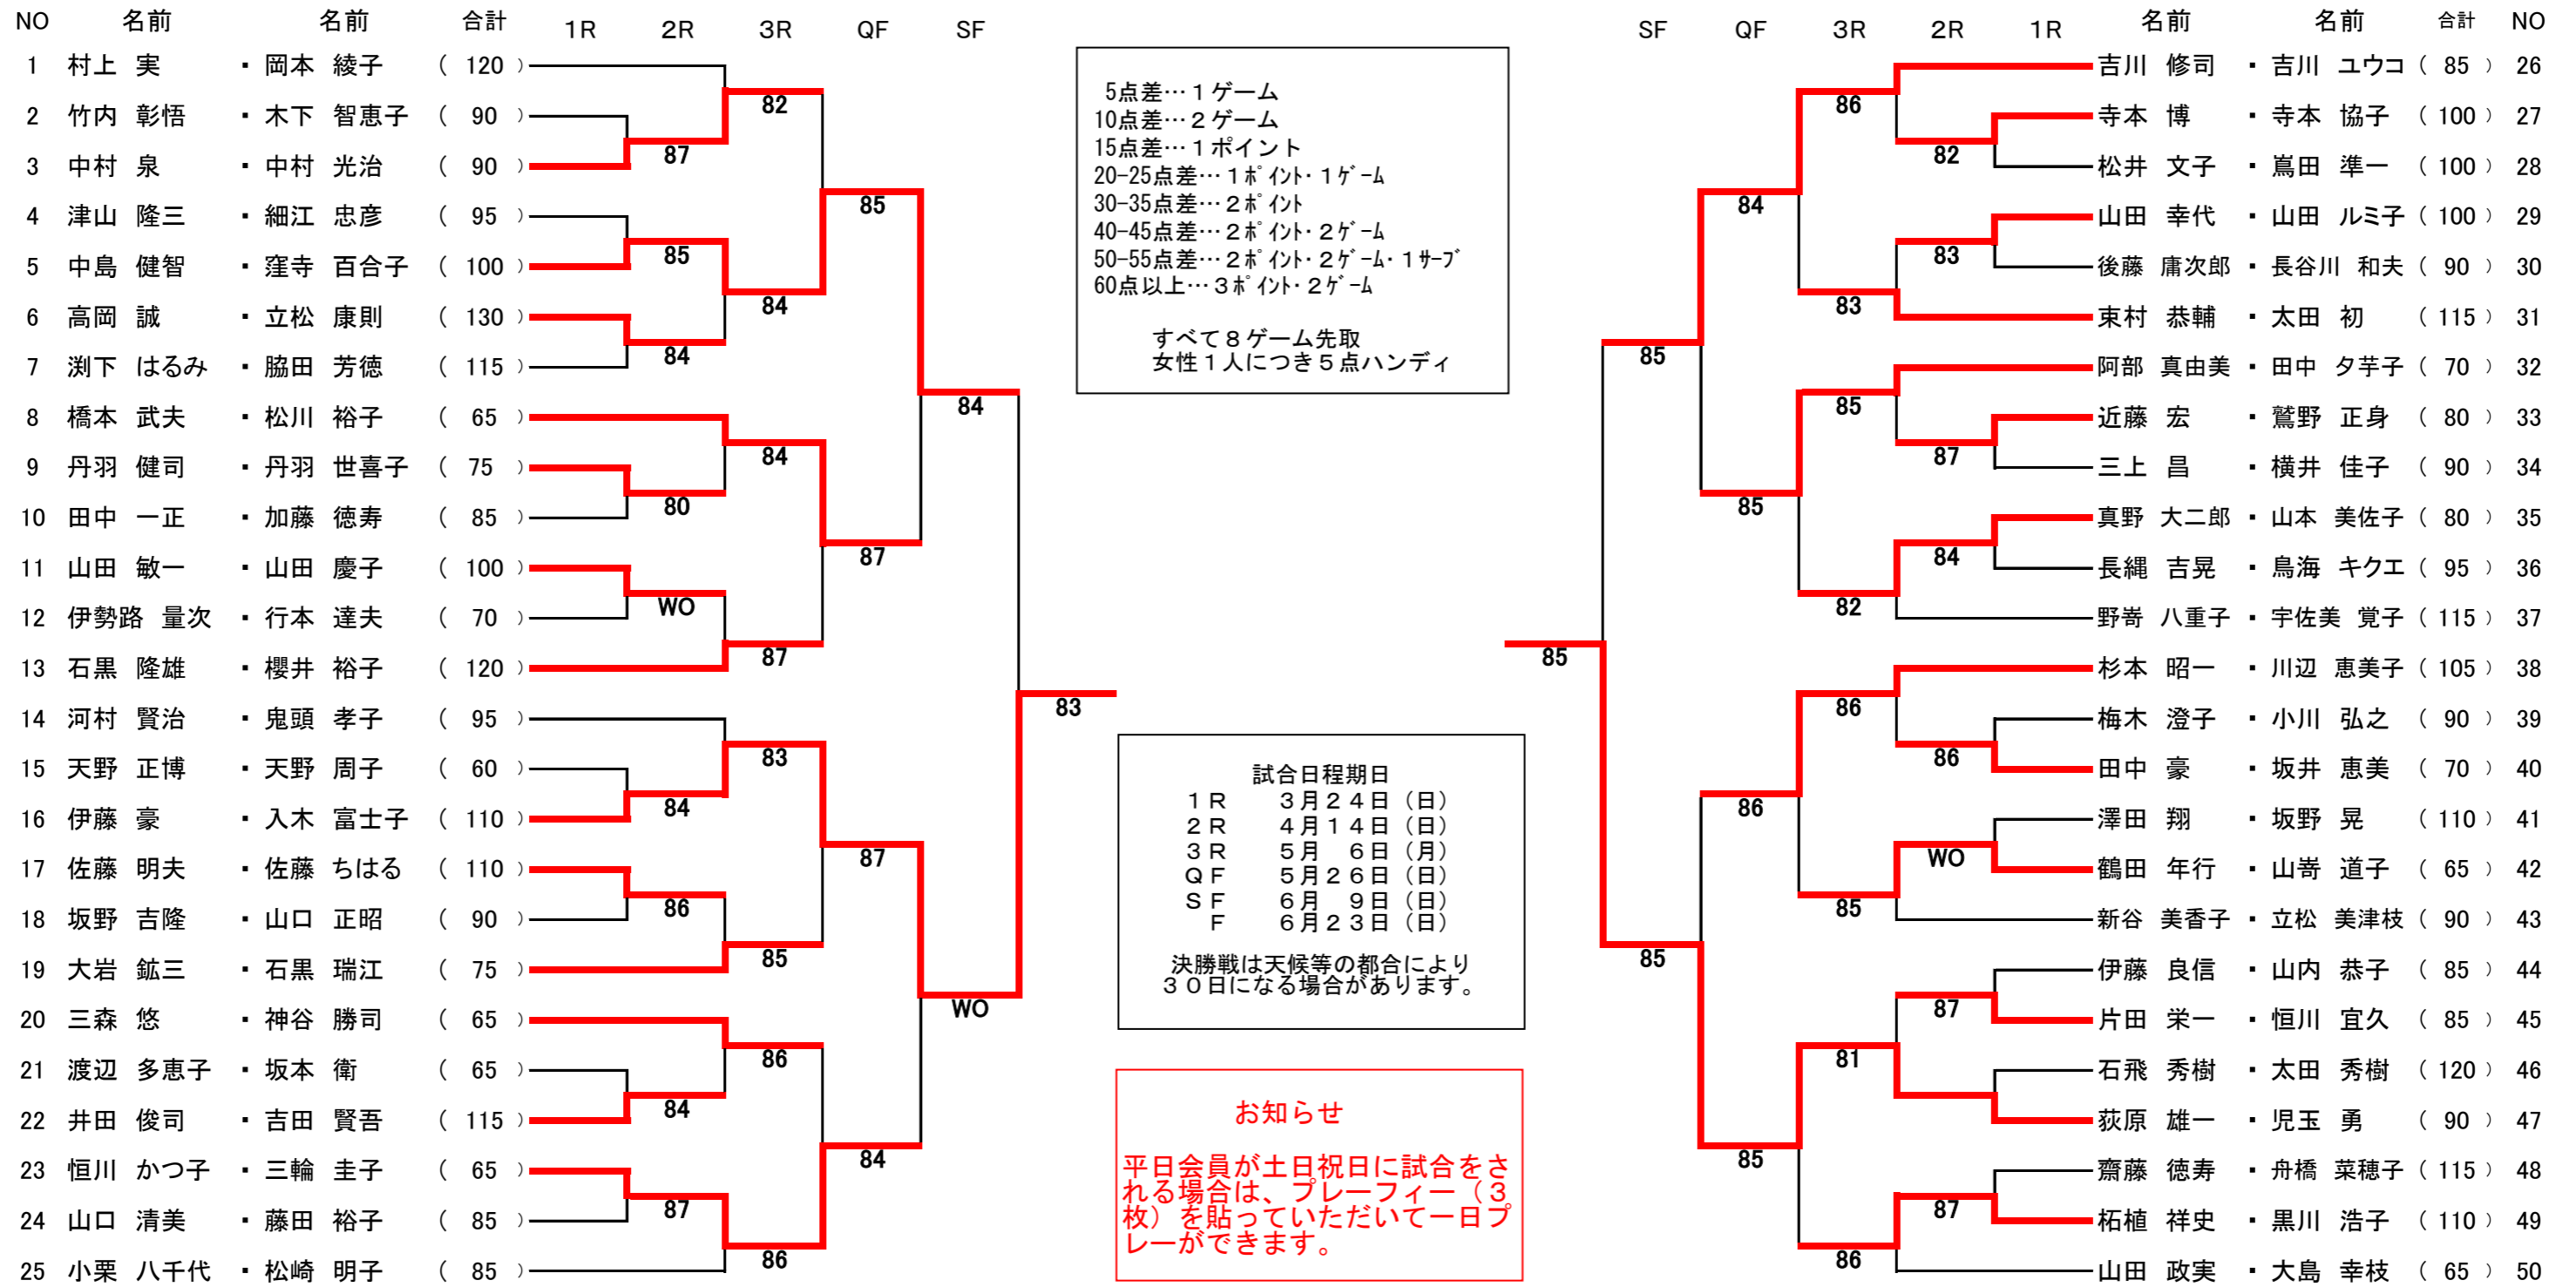 NO 名前 名前 合計 1R 2R 3R QF SF
1 村上 実 ・ 岡本 綾子 ( 120 )
2 竹内 彰悟 ・ 木下 智恵子 ( 90 )
3 中村 泉 ・ 中村 光治 ( 90 )
4 津山 隆三 ・ 細江 忠彦 ( 95 )
5 中島 健智 ・ 窪寺 百合子 ( 100 )
6 高岡 誠 ・ 立松 康則 ( 130 )
7 渕下 はるみ ・ 脇田 芳徳 ( 115 )
8 橋本 武夫 ・ 松川 裕子 ( 65 )
9 丹羽 健司 ・ 丹羽 世喜子 ( 75 )
10 田中 一正 ・ 加藤 徳寿 ( 85 )
11 山田 敏一 ・ 山田 慶子 ( 100 )
12 伊勢路 量次 ・ 行本 達夫 ( 70 )
13 石黒 隆雄 ・ 櫻井 裕子 ( 120 )
14 河村 賢治 ・ 鬼頭 孝子 ( 95 )
15 天野 正博 ・ 天野 周子 ( 60 )
16 伊藤 豪 ・ 入木 富士子 ( 110 )
17 佐藤 明夫 ・ 佐藤 ちはる ( 110 )
18 坂野 吉隆 ・ 山口 正昭 ( 90 )
19 大岩 鉱三 ・ 石黒 瑞江 ( 75 )
20 三森 悠 ・ 神谷 勝司 ( 65 )
21 渡辺 多恵子 ・ 坂本 衛 ( 65 )
22 井田 俊司 ・ 吉田 賢吾 ( 115 )
23 恒川 かつ子 ・ 三輪 圭子 ( 65 )
24 山口 清美 ・ 藤田 裕子 ( 85 )
25 小栗 八千代 ・ 松崎 明子 ( 85 )
87
85
84
80
WO
84
86
84
87
82
84
84
87
83
85
86
86
85
87
87
84
84
WO
83
5点差…1ゲーム
10点差…2ゲーム
15点差…1ポイント
20-25点差…1ポイント・1ゲーム
30-35点差…2ポイント
40-45点差…2ポイント・2ゲーム
50-55点差…2ポイント・2ゲーム・1サーブ
60点以上…3ポイント・2ゲーム
すべて8ゲーム先取
女性1人につき5点ハンディ
試合日程期日
1R 3月24日(日)
2R 4月14日(日)
3R 5月 6日(月)
QF 5月26日(日)
SF 6月 9日(日)
F 6月23日(日)
決勝戦は天候等の都合により
30日になる場合があります。
お知らせ
平日会員が土日祝日に試合をさ
れる場合は、プレーフィー(3
枚)を貼っていただいて一日プ
レーができます。
SF QF 3R 2R 1R 名前 名前 合計 NO
吉川 修司 ・ 吉川 ユウコ ( 85 ) 26
寺本 博 ・ 寺本 協子 ( 100 ) 27
松井 文子 ・ 嶌田 準一 ( 100 ) 28
山田 幸代 ・ 山田 ルミ子 ( 100 ) 29
後藤 庸次郎 ・ 長谷川 和夫 ( 90 ) 30
束村 恭輔 ・ 太田 初 ( 115 ) 31
阿部 真由美 ・ 田中 夕芋子 ( 70 ) 32
近藤 宏 ・ 鷲野 正身 ( 80 ) 33
三上 昌 ・ 横井 佳子 ( 90 ) 34
真野 大二郎 ・ 山本 美佐子 ( 80 ) 35
長縄 吉晃 ・ 鳥海 キクエ ( 95 ) 36
野嵜 八重子 ・ 宇佐美 覚子 ( 115 ) 37
杉本 昭一 ・ 川辺 恵美子 ( 105 ) 38
梅木 澄子 ・ 小川 弘之 ( 90 ) 39
田中 豪 ・ 坂井 恵美 ( 70 ) 40
澤田 翔 ・ 坂野 晃 ( 110 ) 41
鶴田 年行 ・ 山嵜 道子 ( 65 ) 42
新谷 美香子 ・ 立松 美津枝 ( 90 ) 43
伊藤 良信 ・ 山内 恭子 ( 85 ) 44
片田 栄一 ・ 恒川 宜久 ( 85 ) 45
石飛 秀樹 ・ 太田 秀樹 ( 120 ) 46
荻原 雄一 ・ 児玉 勇 ( 90 ) 47
齋藤 徳寿 ・ 舟橋 菜穂子 ( 115 ) 48
柘植 祥史 ・ 黒川 浩子 ( 110 ) 49
山田 政実 ・ 大島 幸枝 ( 65 ) 50
82
83
87
84
86
WO
87
87
86
83
85
82
86
85
81
86
84
85
86
85
85
85
85